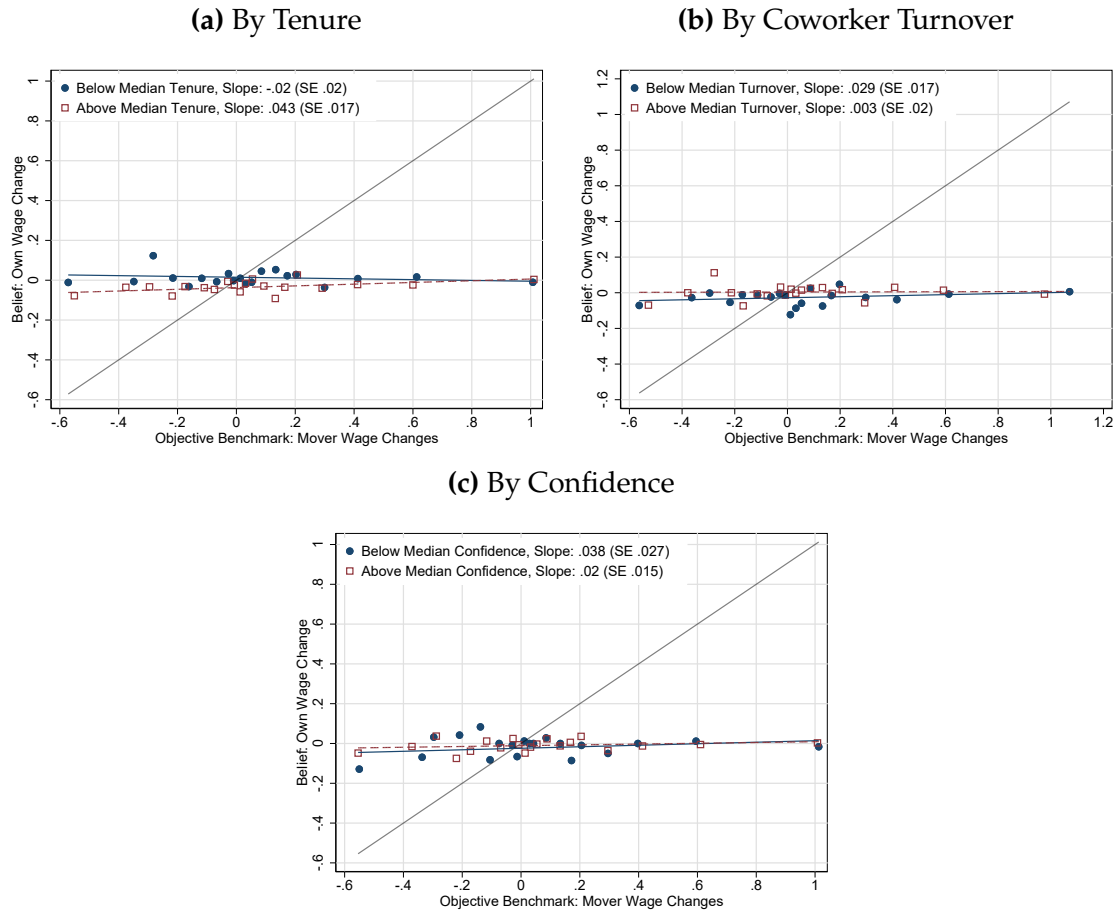 (a) By Tenure
Below Median Tenure, Slope: -.02 (SE .02)
Above Median Tenure, Slope: .043 (SE .017)
Belief: Own Wage Change
1
.8
.6
.4
.2
0
-.2
-.4
-.6
-.6 -.4 -.2 0 .2 .4 .6 .8 1
Objective Benchmark: Mover Wage Changes
(b) By Coworker Turnover
Below Median Turnover, Slope: .029 (SE .017)
Above Median Turnover, Slope: .003 (SE .02)
Belief: Own Wage Change
1.2
1
.8
.6
.4
.2
0
-.2
-.4
-.6
-.6 -.4 -.2 0 .2 .4 .6 .8 1 1.2
Objective Benchmark: Mover Wage Changes
(c) By Confidence
Below Median Confidence, Slope: .038 (SE .027)
Above Median Confidence, Slope: .02 (SE .015)
Belief: Own Wage Change
1
.8
.6
.4
.2
0
-.2
-.4
-.6
-.6 -.4 -.2 0 .2 .4 .6 .8 1
Objective Benchmark: Mover Wage Changes